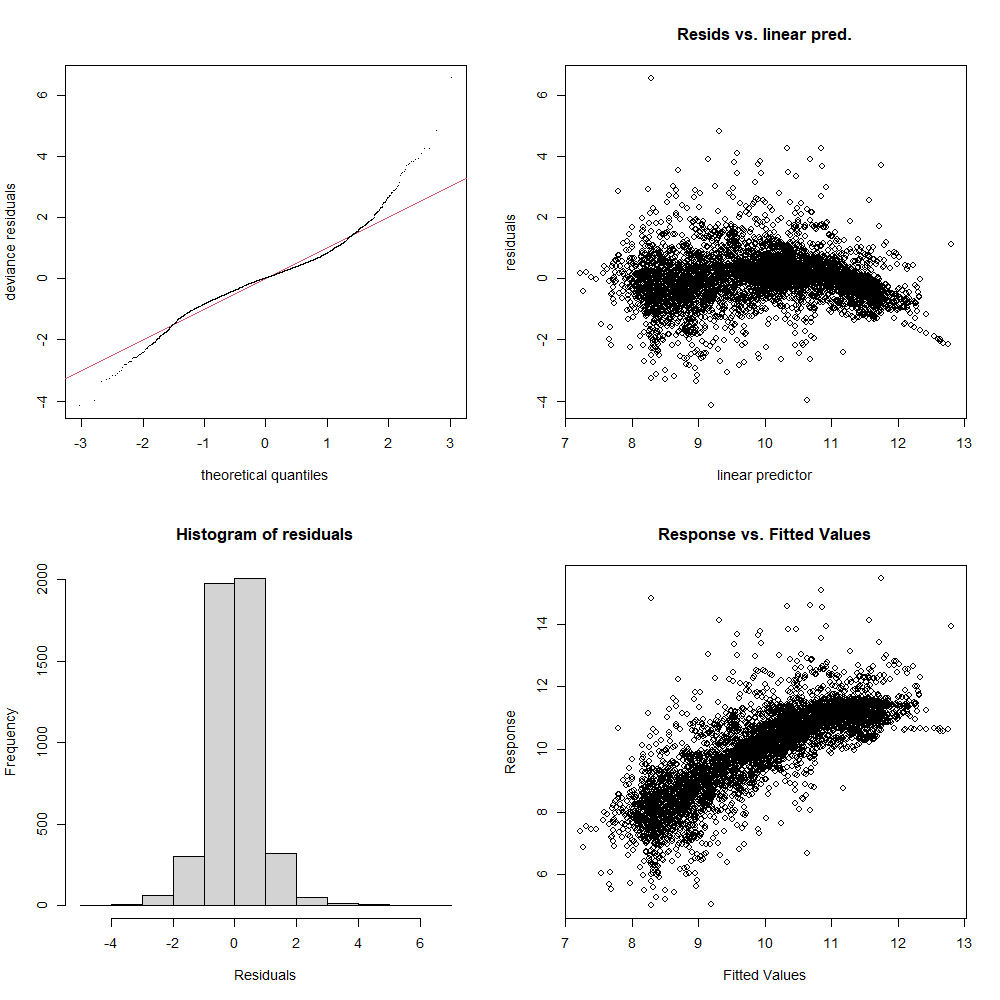 deviance residuals
6
4
2
0
-2
-4
-3 -2 -1 0 1 2 3
theoretical quantiles
Resids vs. linear pred.
residuals
6
4
2
0
-2
-4
7 8 9 10 11 12 13
linear predictor
Histogram of residuals
Frequency
2000
1500
1000
500
0
-4 -2 0 2 4 6
Residuals
Response vs. Fitted Values
Response
14
12
10
8
6
7 8 9 10 11 12 13
Fitted Values